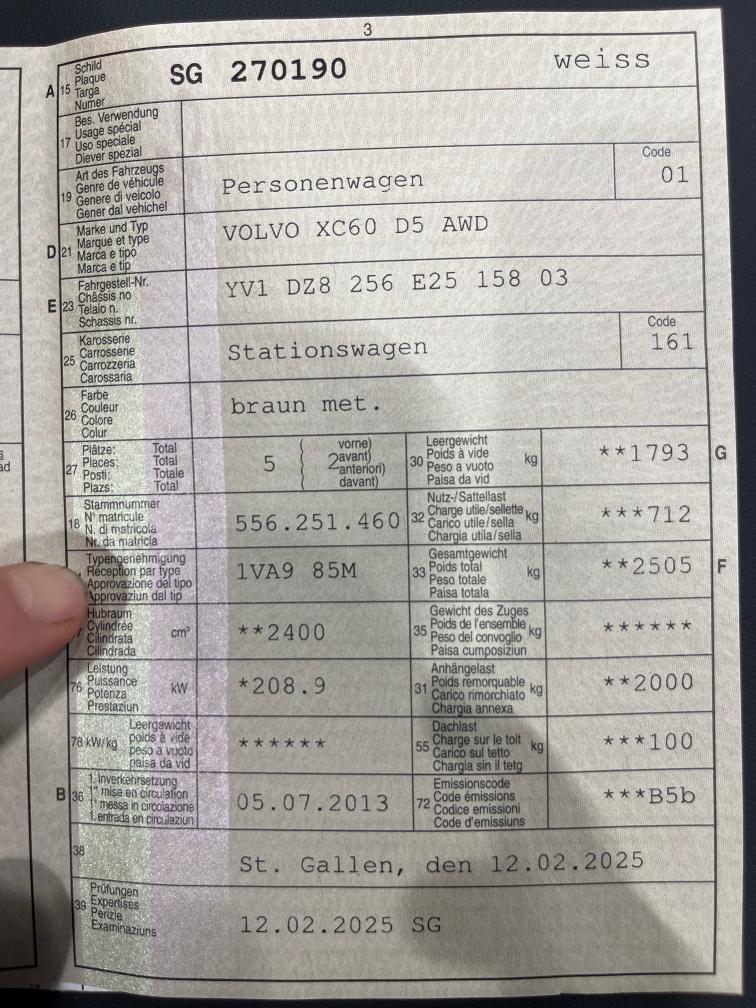 3
A 15 Schild
Plaque
Targa
Numer
SG 270190 weiss
17 Bes. Verwendung
Usage spécial
Uso speciale
Diever spezial
19 Art des Fahrzeugs
Genre de véhicule
Genere di veicolo
Gener dal vehichel
Personenwagen
Code
01
D 21 Marke und Typ
Marque et type
Marca e tipo
Marca e tip
VOLVO XC60 D5 AWD
E 23 Fahrgestell-Nr.
Châssis no
Telaio n.
Schassis nr.
YV1 DZ8 256 E25 158 03
25 Karosserie
Carrosserie
Carrozzeria
Carossaria
Stationswagen
Code
161
26 Farbe
Couleur
Colore
Colur
braun met.
27 Plätze: Total
Places: Total
Posti: Totale
Plazs: Total
5 ( 2 vorne)
avant)
anteriori)
davant)
30 Leergewicht
Poids à vide
Peso a vuoto
Paisa da vid
kg
**1793 G
18 Stammnummer
N° matricule
N. di matricola
Nr. da matricla
556.251.460
32 Nutz-/Sattellast
Charge utile/sellette
Carico utile/sella
Chargia utila/sella
kg
***712
Typengenehmigung
Réception par type
Approvazione del tipo
Approvaziun dal tip
1VA9 85M
33 Gesamtgewicht
Poids total
Peso totale
Paisa totala
kg
**2505 F
Hubraum
Cylindrée
Cilindrata
Cilindrada
cm³
**2400
35 Gewicht des Zuges
Poids de l'ensemble
Peso del convoglio
Paisa cumposiziun
kg
******
76 Leistung
Puissance
Potenza
Prestaziun
kW
*208.9
31 Anhängelast
Poids remorquable
Carico rimorchiato
Chargia annexa
kg
**2000
78 kW/kg Leergewicht
poids à vide
peso a vuoto
paisa da vid
******
55 Dachlast
Charge sur le toit
Carico sul tetto
Chargia sin il tetg
kg
***100
B 36 1. Inverkehrsetzung
1re mise en circulation
1a messa in circolazione
1. entrada en circulaziun
05.07.2013
72 Emissionscode
Code émissions
Codice emissioni
Code d'emissiuns
***B5b
38
St. Gallen, den 12.02.2025
39 Prüfungen
Expertises
Perizie
Examinaziuns
12.02.2025 SG